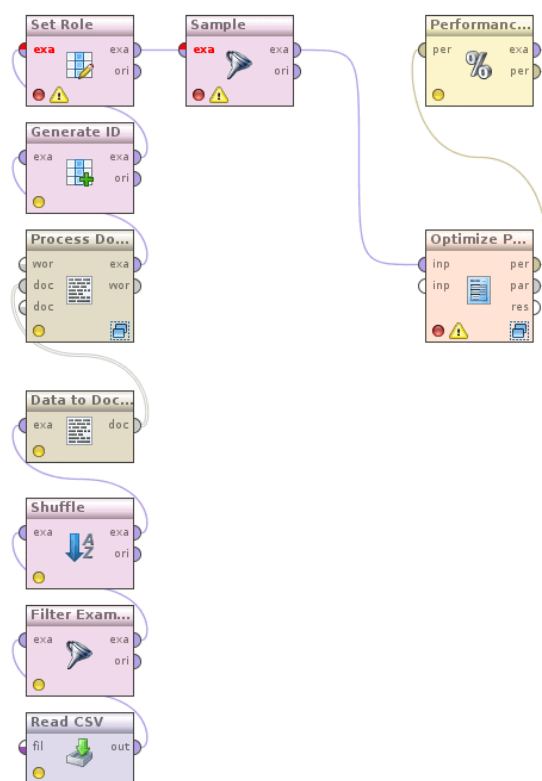 Set Role
exa exa
ori
Sample
exa exa
ori
Performanc...
per exa
% per
Generate ID
exa exa
ori
Process Do...
wor exa
doc wor
doc
Optimize P...
inp per
inp par
res
Data to Doc...
exa doc
Shuffle
exa exa
A
Z ori
Filter Exam...
exa exa
ori
Read CSV
fil out